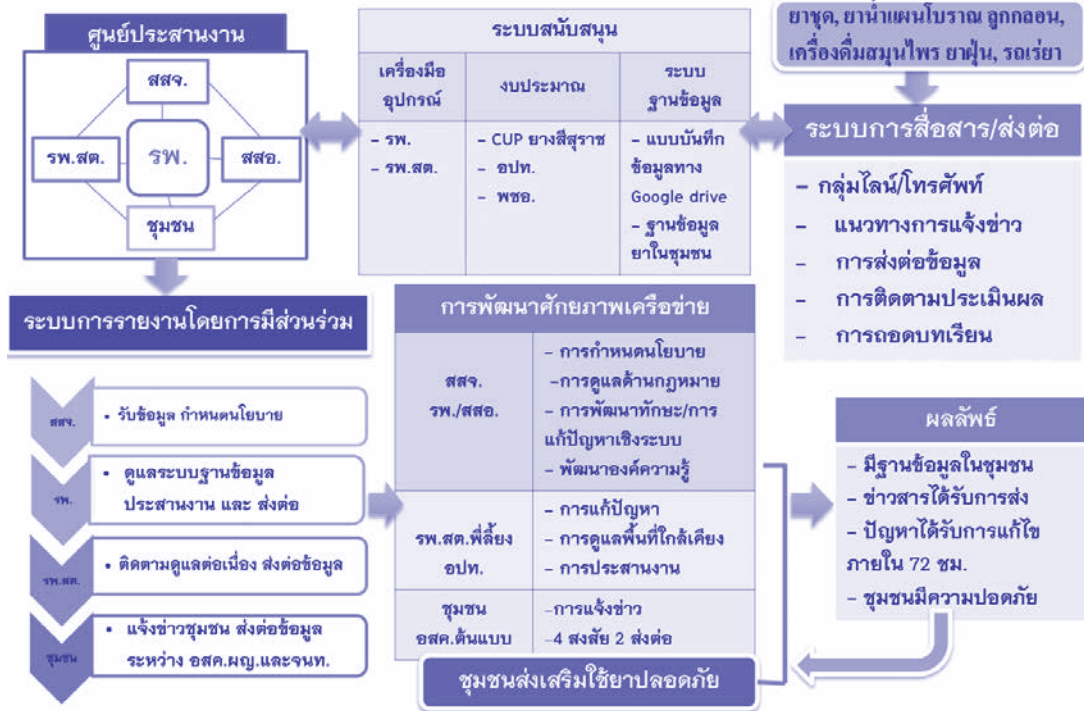 ศูนย์ประสานงาน
สสจ.
รพ.สต.
รพ.
สสอ.
ชุมชน
ระบบสนับสนุน
เครื่องมือ
อุปกรณ์
งบประมาณ
ระบบ
ฐานข้อมูล
- รพ.
- รพ.สต.
- CUP ยางสีสุราช
- อปท.
- พชอ.
- แบบบันทึก
ข้อมูลทาง
Google drive
- ฐานข้อมูล
ยาในชุมชน
ยาชุด, ยาน้ำแผนโบราณ ลูกกลอน,
เครื่องดื่มสมุนไพร ยาฝุ่น, รถเร่ยา
ระบบการสื่อสาร/ส่งต่อ
- กลุ่มไลน์/โทรศัพท์
- แนวทางการแจ้งข่าว
- การส่งต่อข้อมูล
- การติดตามประเมินผล
- การถอดบทเรียน
ระบบการรายงานโดยการมีส่วนร่วม
สสจ.
• รับข้อมูล กำหนดนโยบาย
รพ.
• ดูแลระบบฐานข้อมูล
ประสานงาน และ ส่งต่อ
รพ.สต.
• ติดตามดูแลต่อเนื่อง ส่งต่อข้อมูล
ชุมชน
• แจ้งข่าวชุมชน ส่งต่อข้อมูล
ระหว่าง อสค.ผญ.และจนท.
การพัฒนาศักยภาพเครือข่าย
สสจ.
รพ./สสอ.
- การกำหนดนโยบาย
-การดูแลด้านกฎหมาย
- การพัฒนาทักษะ/การ
แก้ปัญหาเชิงระบบ
- พัฒนาองค์ความรู้
รพ.สต.พี่ลี้ยง
อปท.
- การแก้ปัญหา
- การดูแลพื้นที่ใกล้เคียง
- การประสานงาน
ชุมชน
อสค.ต้นแบบ
-การแจ้งข่าว
-4 สงสัย 2 ส่งต่อ
ชุมชนส่งเสริมใช้ยาปลอดภัย
ผลลัพธ์
- มีฐานข้อมูลในชุมชน
- ข่าวสารได้รับการส่ง
- ปัญหาได้รับการแก้ไข
ภายใน 72 ชม.
- ชุมชนมีความปอดภัย